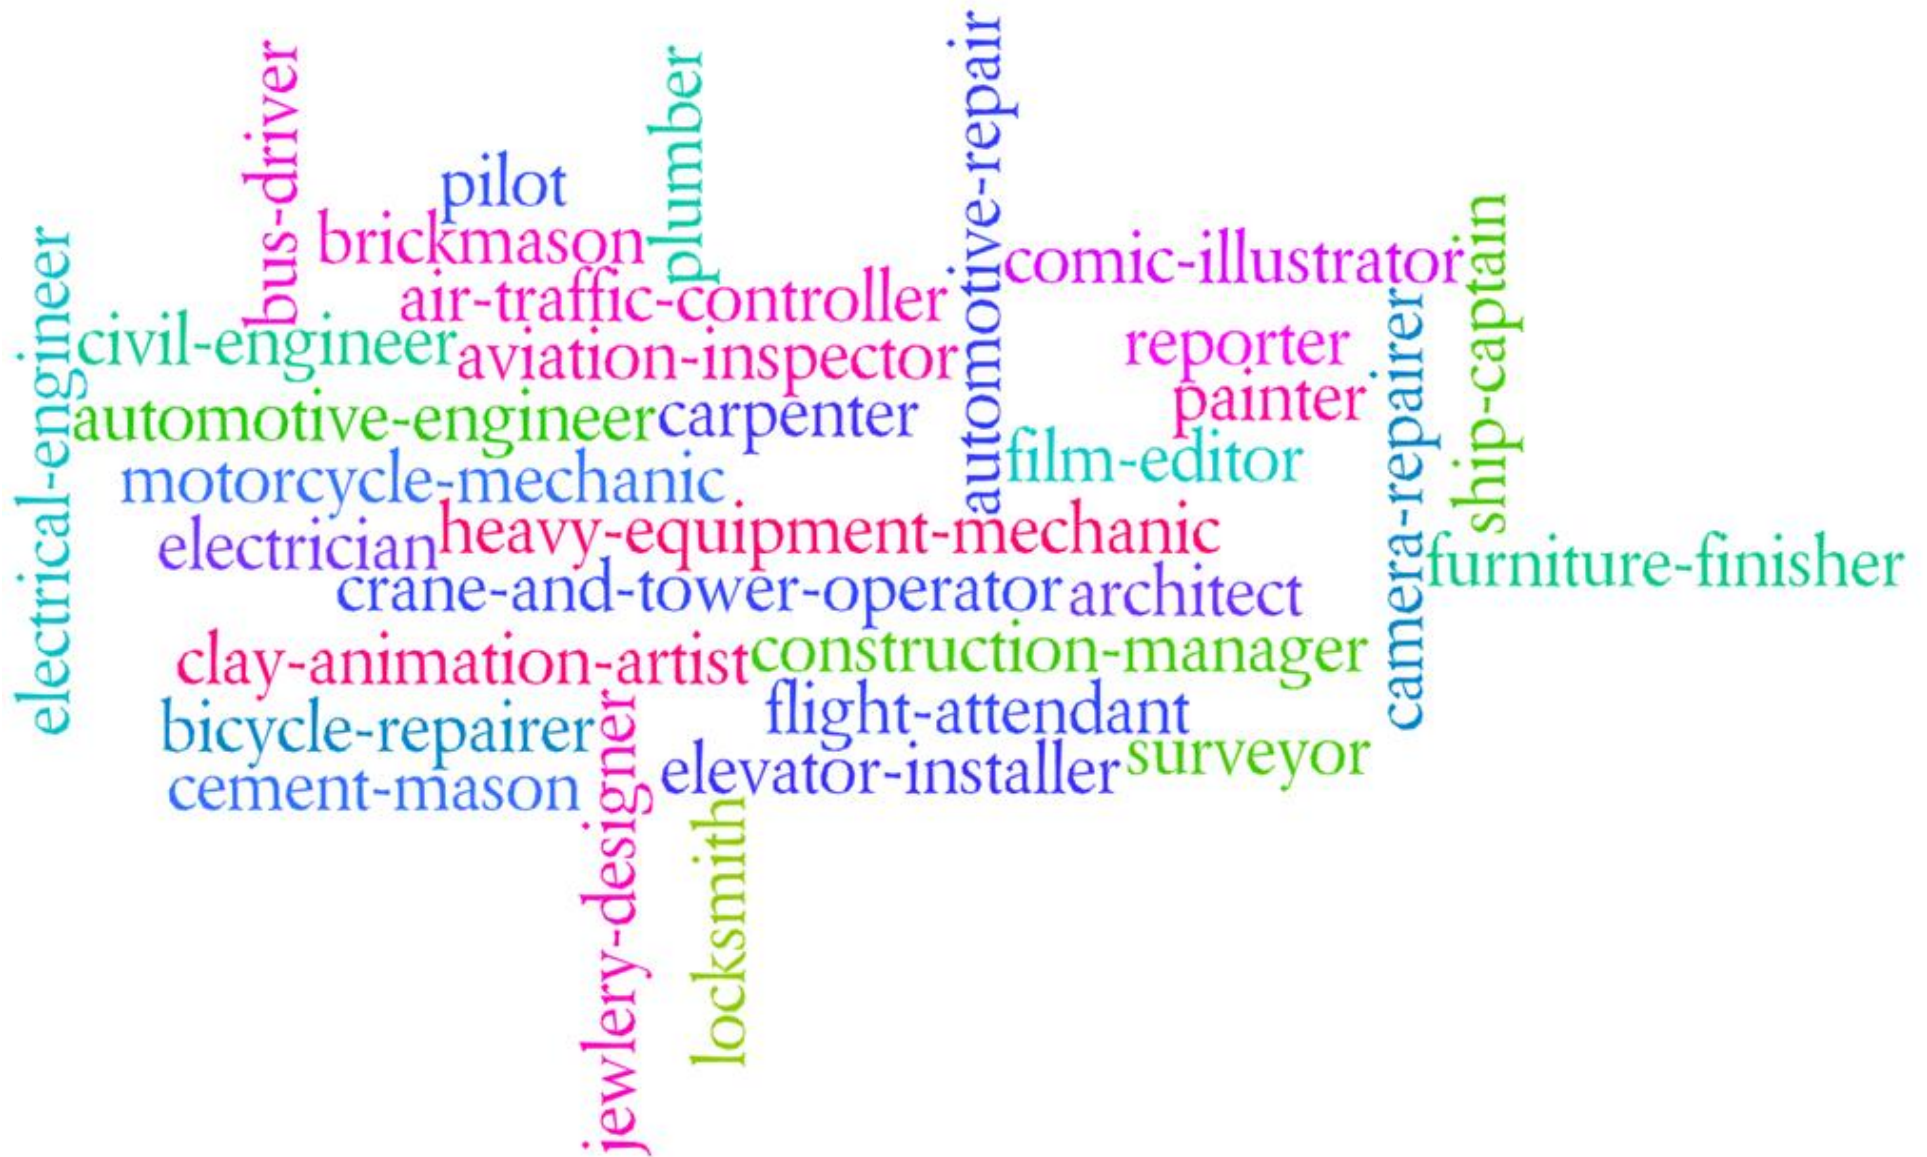 bus-driver
plumber
automotive-repair
pilot
brickmason
comic-illustrator
ship-captain
electrical-engineer
air-traffic-controller
civil-engineer
aviation-inspector
reporter
camera-repairer
painter
automotive-engineer
carpenter
film-editor
motorcycle-mechanic
electrician
heavy-equipment-mechanic
furniture-finisher
crane-and-tower-operator
architect
clay-animation-artist
construction-manager
bicycle-repairer
flight-attendant
jewlery-designer
elevator-installer
surveyor
cement-mason
locksmith